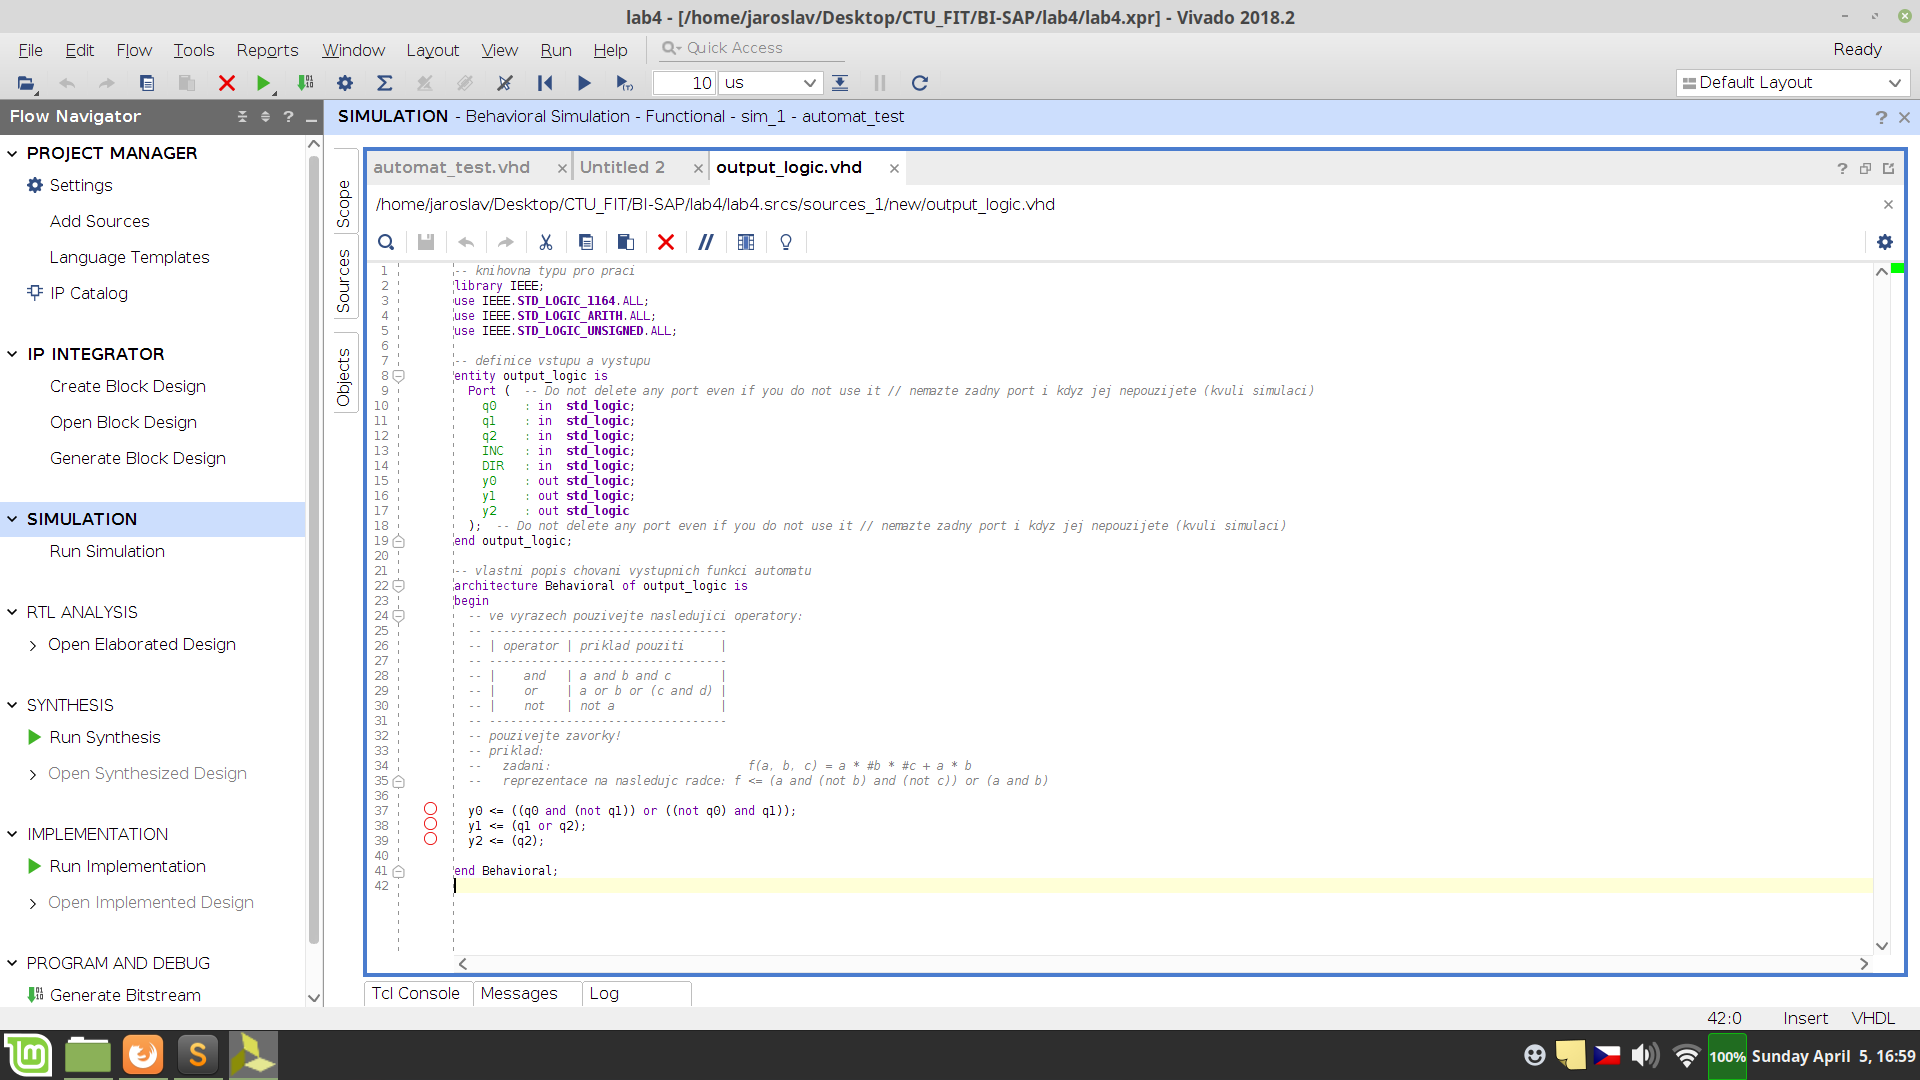 lab4 - [/home/jaroslav/Desktop/CTU_FIT/BI-SAP/lab4/lab4.xpr] - Vivado 2018.2
File Edit Flow Tools Reports Window Layout View Run Help Quick Access Ready
10 us Default Layout
Flow Navigator
PROJECT MANAGER
Settings
Add Sources
Language Templates
IP Catalog
IP INTEGRATOR
Create Block Design
Open Block Design
Generate Block Design
SIMULATION
Run Simulation
RTL ANALYSIS
Open Elaborated Design
SYNTHESIS
Run Synthesis
Open Synthesized Design
IMPLEMENTATION
Run Implementation
Open Implemented Design
PROGRAM AND DEBUG
Generate Bitstream
SIMULATION - Behavioral Simulation - Functional - sim_1 - automat_test
Scope
Sources
Objects
automat_test.vhd Untitled 2 output_logic.vhd
/home/jaroslav/Desktop/CTU_FIT/BI-SAP/lab4/lab4.srcs/sources_1/new/output_logic.vhd
1 -- knihovna typu pro praci
2 library IEEE;
3 use IEEE.STD_LOGIC_1164.ALL;
4 use IEEE.STD_LOGIC_ARITH.ALL;
5 use IEEE.STD_LOGIC_UNSIGNED.ALL;
6
7 -- definice vstupu a vystupu
8 entity output_logic is
9 Port ( -- Do not delete any port even if you do not use it // nemazte zadny port i kdyz jej nepouzijete (kvuli simulaci)
10 q0 : in std_logic;
11 q1 : in std_logic;
12 q2 : in std_logic;
13 INC : in std_logic;
14 DIR : in std_logic;
15 y0 : out std_logic;
16 y1 : out std_logic;
17 y2 : out std_logic
18 ); -- Do not delete any port even if you do not use it // nemazte zadny port i kdyz jej nepouzijete (kvuli simulaci)
19 end output_logic;
20
21 -- vlastni popis chovani vystupnich funkci automatu
22 architecture Behavioral of output_logic is
23 begin
24 -- ve vyrazech pouzivejte nasledujici operatory:
25 -- ----------------------------------
26 -- | operator | priklad pouziti |
27 -- ----------------------------------
28 -- | and | a and b and c |
29 -- | or | a or b or (c and d) |
30 -- | not | not a |
31 -- ----------------------------------
32 -- pouzivejte zavorky!
33 -- priklad:
34 -- zadani: f(a, b, c) = a * #b * #c + a * b
35 -- reprezentace na nasledujc radce: f <= (a and (not b) and (not c)) or (a and b)
36
37 y0 <= ((q0 and (not q1)) or ((not q0) and q1));
38 y1 <= (q1 or q2);
39 y2 <= (q2);
40
41 end Behavioral;
42
Tcl Console Messages Log
42:0 Insert VHDL
100% Sunday April 5, 16:59